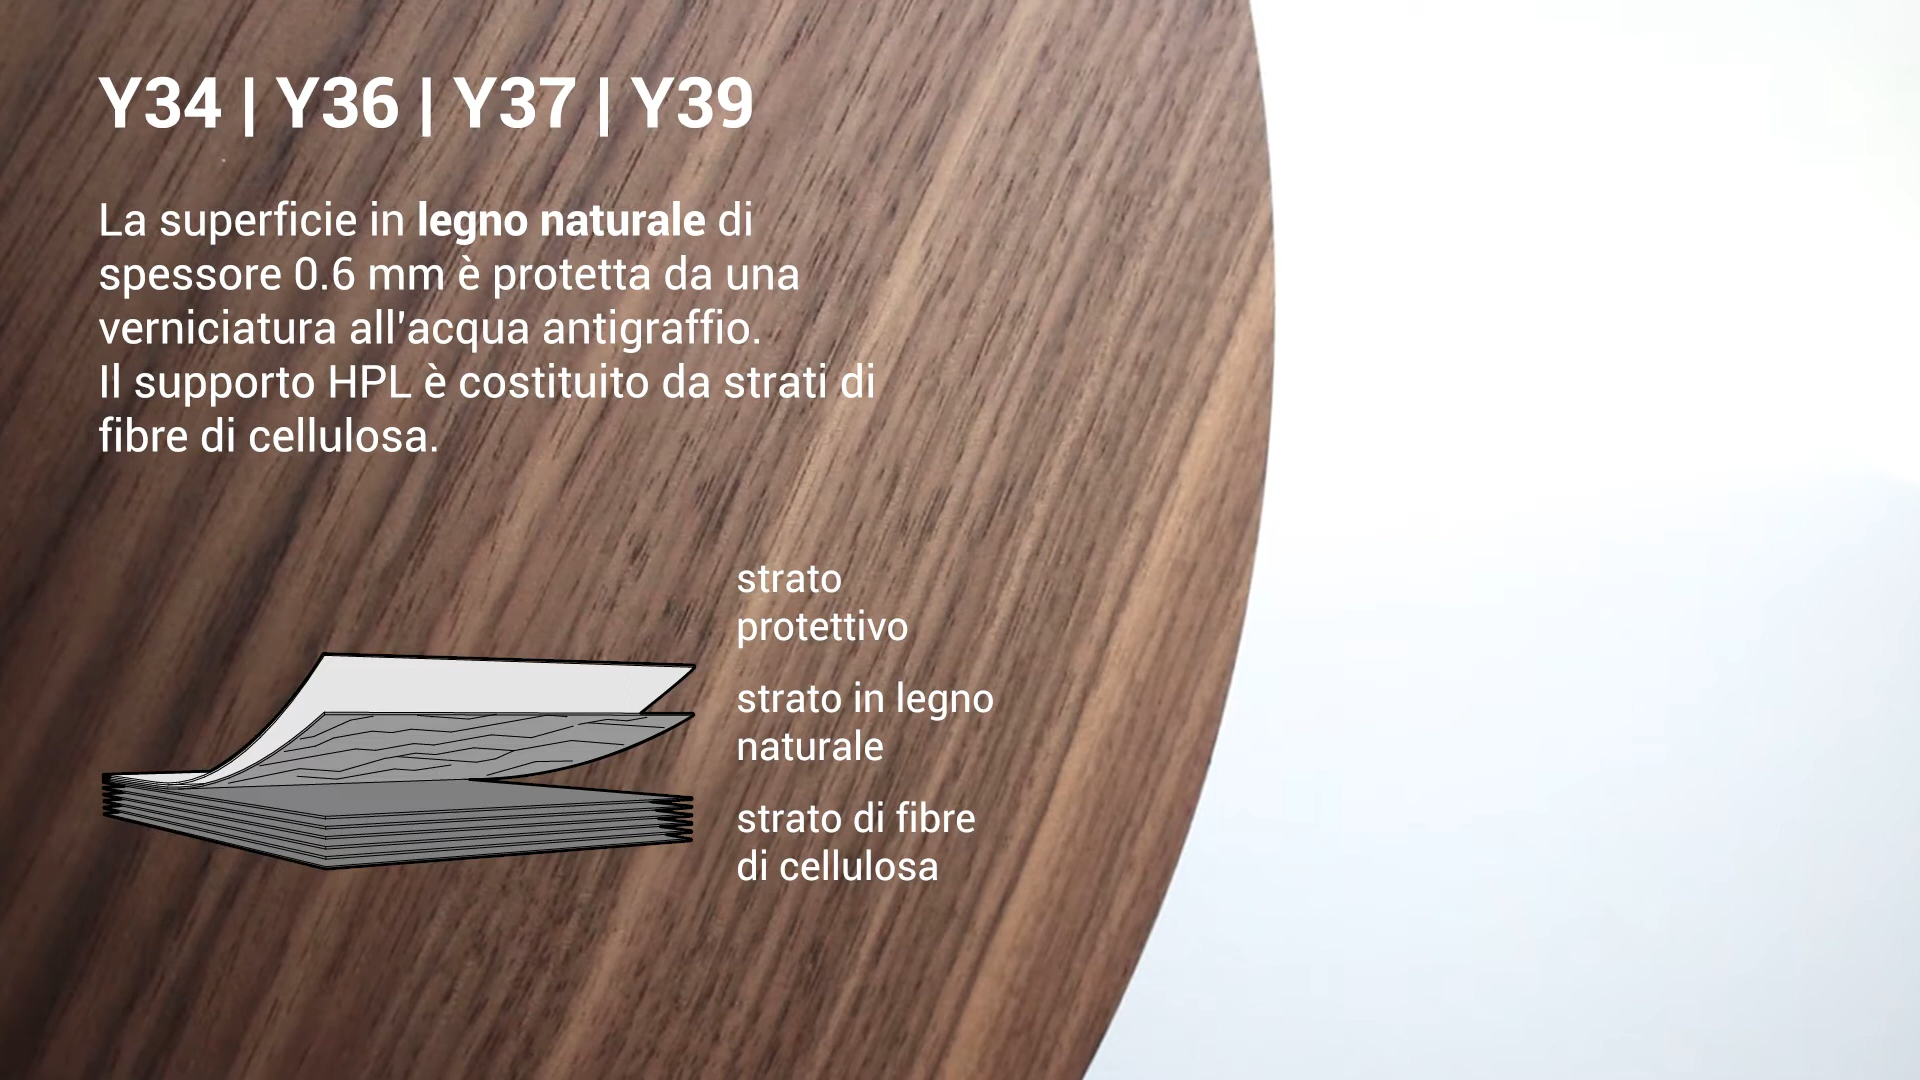 Y34 | Y36 | Y37 | Y39
La superficie in legno naturale di
spessore 0.6 mm è protetta da una
verniciatura all'acqua antigraffio.
Il supporto HPL è costituito da strati di
fibre di cellulosa.
strato
protettivo
strato in legno
naturale
strato di fibre
di cellulosa